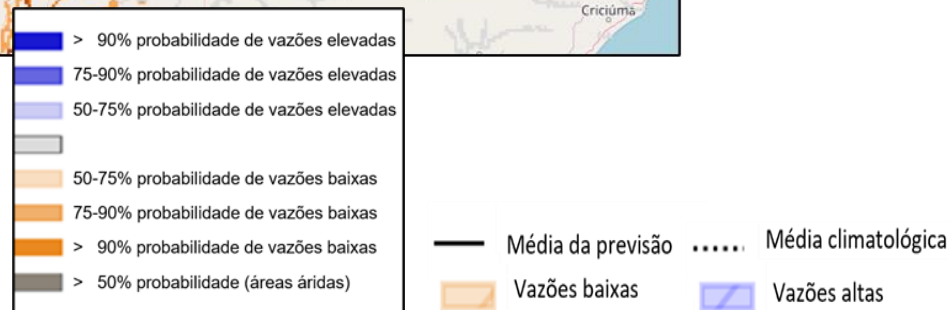 Criciúma
> 90% probabilidade de vazões elevadas
75-90% probabilidade de vazões elevadas
50-75% probabilidade de vazões elevadas
50-75% probabilidade de vazões baixas
75-90% probabilidade de vazões baixas
> 90% probabilidade de vazões baixas
> 50% probabilidade (áreas áridas)
Média da previsão
Média climatológica
Vazões baixas
Vazões altas